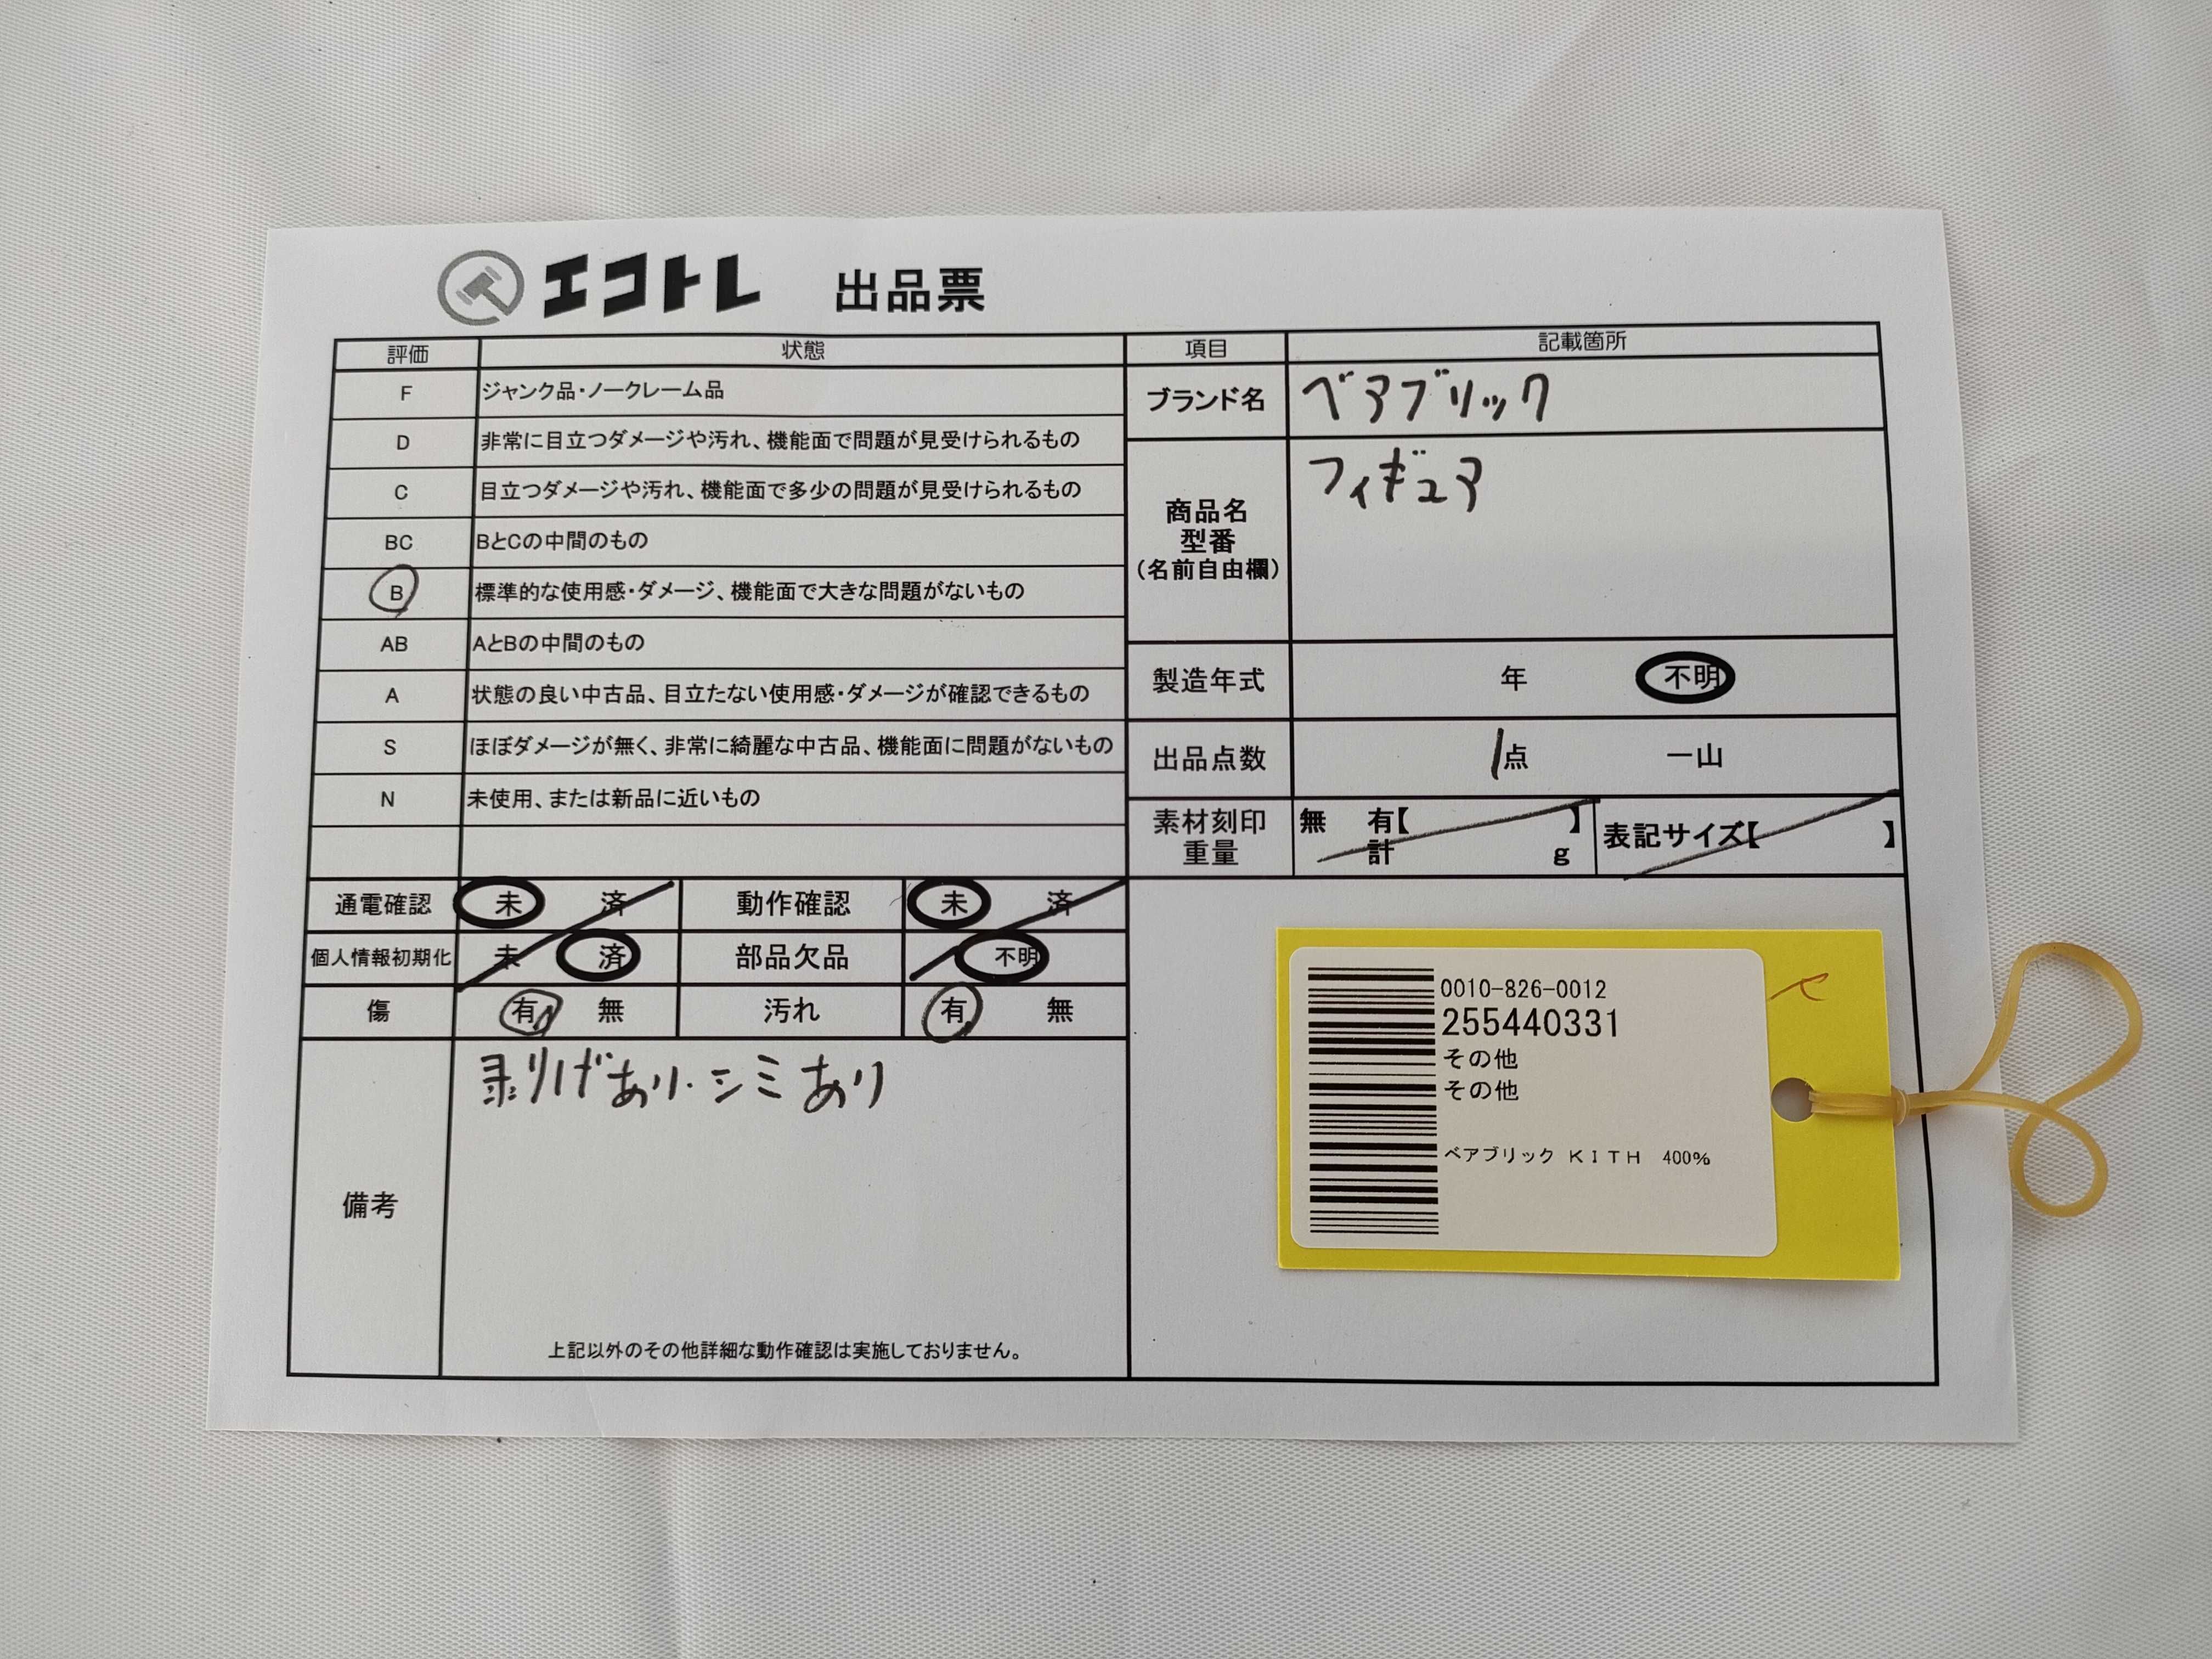 エコトレ 出品票
評価 状態
F ジャンク品・ノークレーム品
D 非常に目立つダメージや汚れ、機能面で問題が見受けられるもの
C 目立つダメージや汚れ、機能面で多少の問題が見受けられるもの
BC BとCの中間のもの
B 標準的な使用感・ダメージ、機能面で大きな問題がないもの
AB AとBの中間のもの
A 状態の良い中古品、目立たない使用感・ダメージが確認できるもの
S ほぼダメージが無く、非常に綺麗な中古品、機能面に問題がないもの
N 未使用、または新品に近いもの
通電確認 未 済 動作確認 未 済
個人情報初期化 未 済 部品欠品 不明
傷 有 無 汚れ 有 無
備考
剥りげあり・シミあり
上記以外のその他詳細な動作確認は実施しておりません。
項目 記載箇所
ブランド名 ベアブリック
商品名
型番
(名前自由欄)
フィギュア
製造年式 年 不明
出品点数 1点 一山
素材刻印
重量
無 有【 】
計 g
表記サイズ【 】
0010-826-0012
255440331
その他
その他
ベアブリック KITH 400%